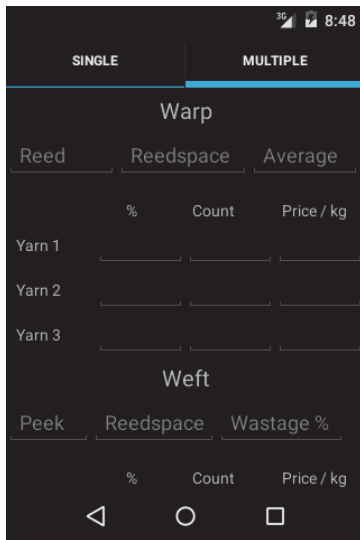 3G 8:48
SINGLE MULTIPLE
Warp
Reed Reedspace Average
% Count Price / kg
Yarn 1
Yarn 2
Yarn 3
Weft
Peek Reedspace Wastage %
% Count Price / kg